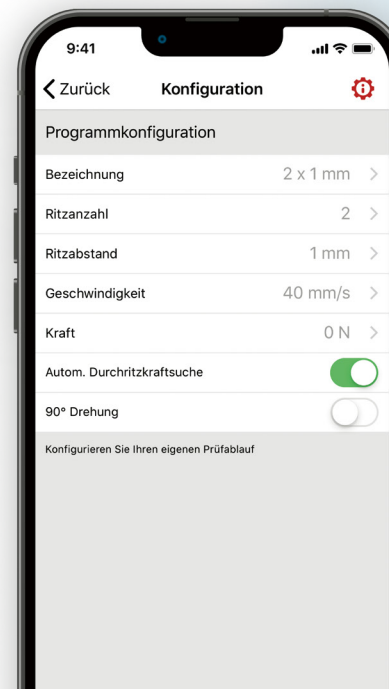 9:41
Zurück Konfiguration
Programmkonfiguration
Bezeichnung 2 x 1 mm
Ritzanzahl 2
Ritzabstand 1 mm
Geschwindigkeit 40 mm/s
Kraft 0 N
Autom. Durchritzkraftsuche
90° Drehung
Konfigurieren Sie Ihren eigenen Prüfablauf